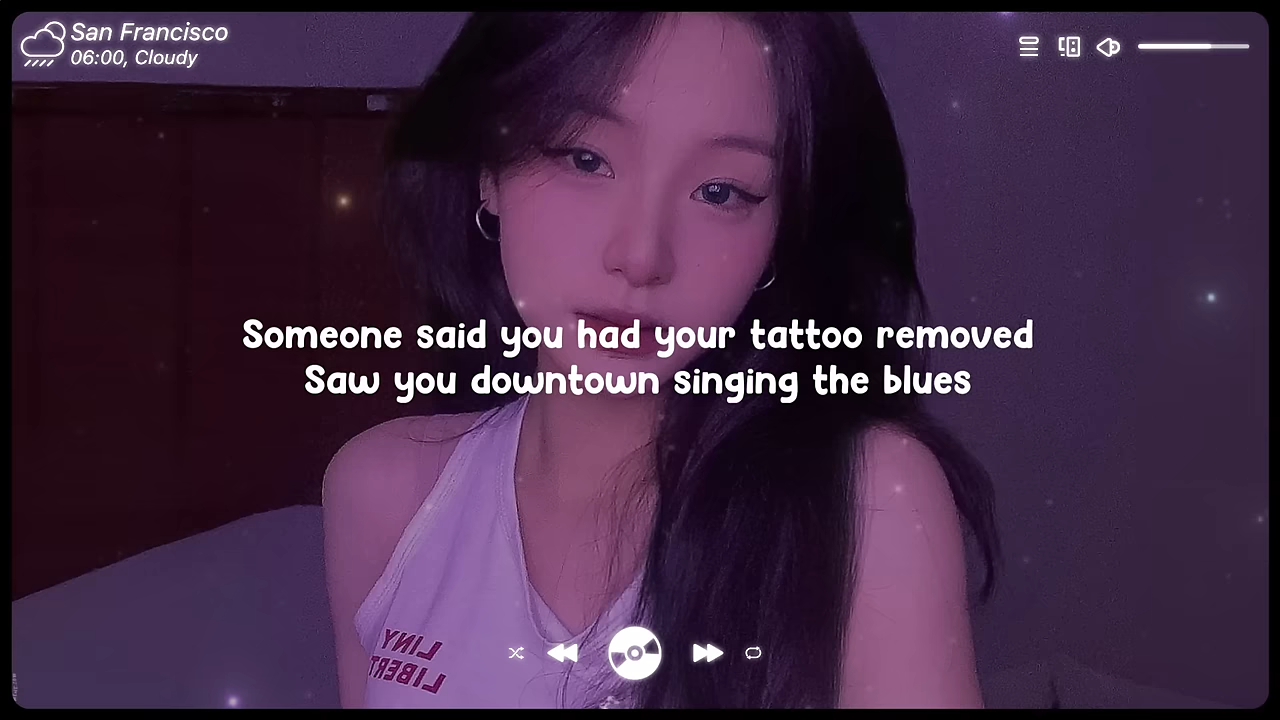 San Francisco
06:00, Cloudy
Someone said you had your tattoo removed
Saw you downtown singing the blues
LINY
LIBERT